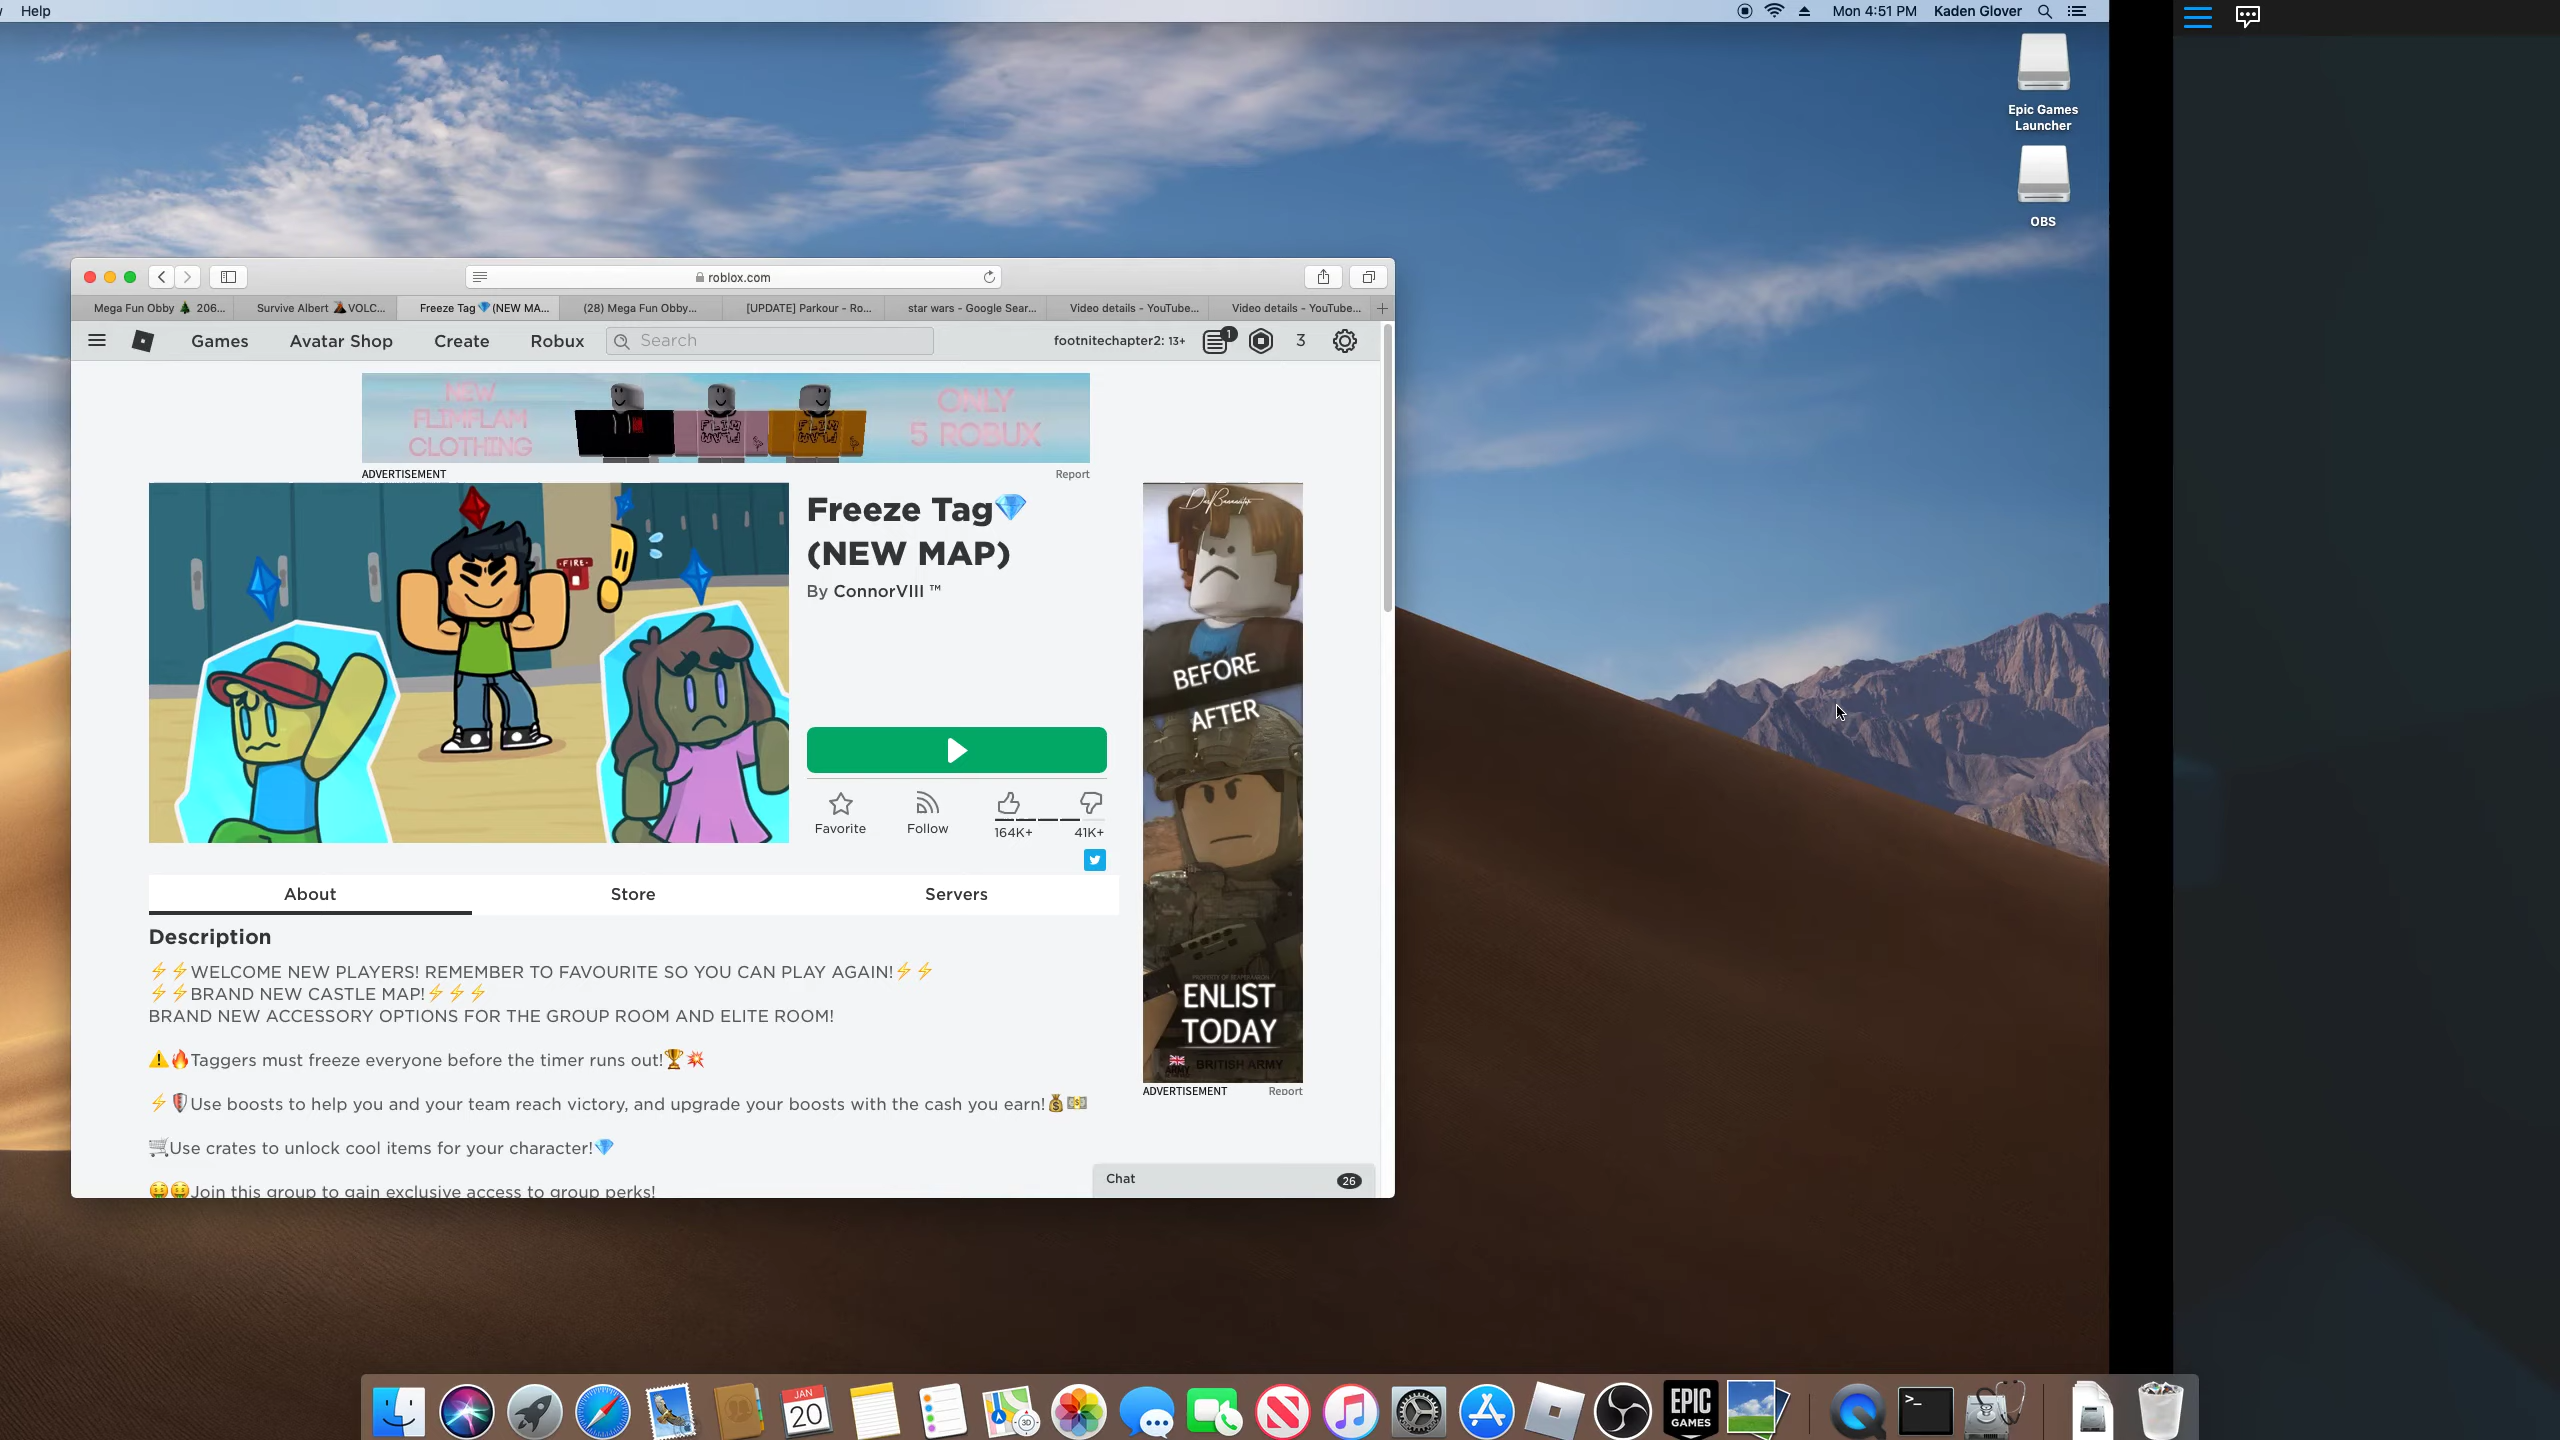 Help
Mon 4:51 PM Kaden Glover
Epic Games
Launcher
OBS
roblox.com
Mega Fun Obby 🌲 206...
Survive Albert 🌋VOLC...
Freeze Tag💎(NEW MA...
(28) Mega Fun Obby...
[UPDATE] Parkour - Ro...
star wars - Google Sear...
Video details - YouTube...
Video details - YouTube...
Games
Avatar Shop
Create
Robux
Search
footnitechapter2: 13+
1
3
NEW
FLIMFLAM
CLOTHING
ONLY
5 ROBUX
ADVERTISEMENT
Report
FIRE
Freeze Tag💎
(NEW MAP)
By ConnorVIII ™
Favorite
Follow
164K+
41K+
BEFORE
AFTER
ENLIST
TODAY
BRITISH ARMY
ADVERTISEMENT
Report
About
Store
Servers
Description
⚡⚡WELCOME NEW PLAYERS! REMEMBER TO FAVOURITE SO YOU CAN PLAY AGAIN!⚡⚡
⚡⚡BRAND NEW CASTLE MAP!⚡⚡⚡
BRAND NEW ACCESSORY OPTIONS FOR THE GROUP ROOM AND ELITE ROOM!
⚠️🔥Taggers must freeze everyone before the timer runs out!🏆💥
⚡🛡️Use boosts to help you and your team reach victory, and upgrade your boosts with the cash you earn!💰💵
🛒Use crates to unlock cool items for your character!💎
🤑🤑Join this group to gain exclusive access to group perks!
Chat
26
JAN
20
3D
EPIC
GAMES
>_